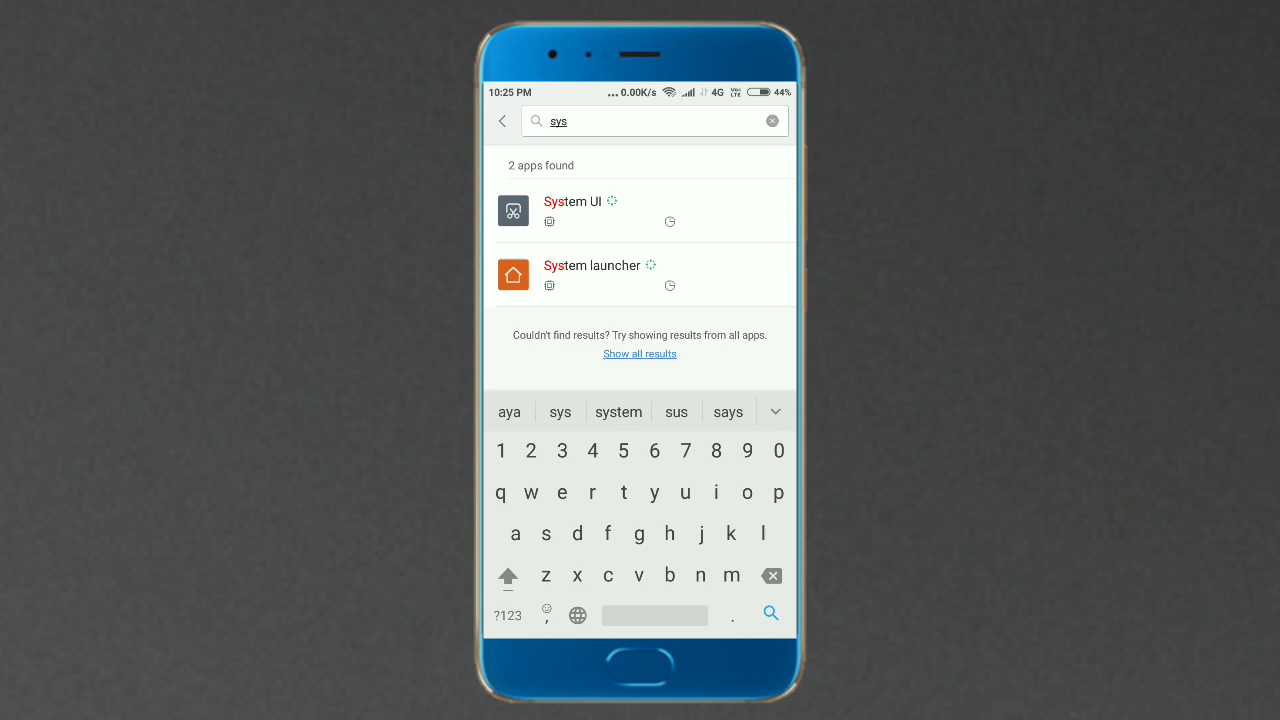 10:25 PM ... 0.00K/s 4G Vo LTE 44%
sys
2 apps found
System UI
System launcher
Couldn't find results? Try showing results from all apps.
Show all results
aya sys system sus says
1 2 3 4 5 6 7 8 9 0
q w e r t y u i o p
a s d f g h j k l
z x c v b n m
?123 , .